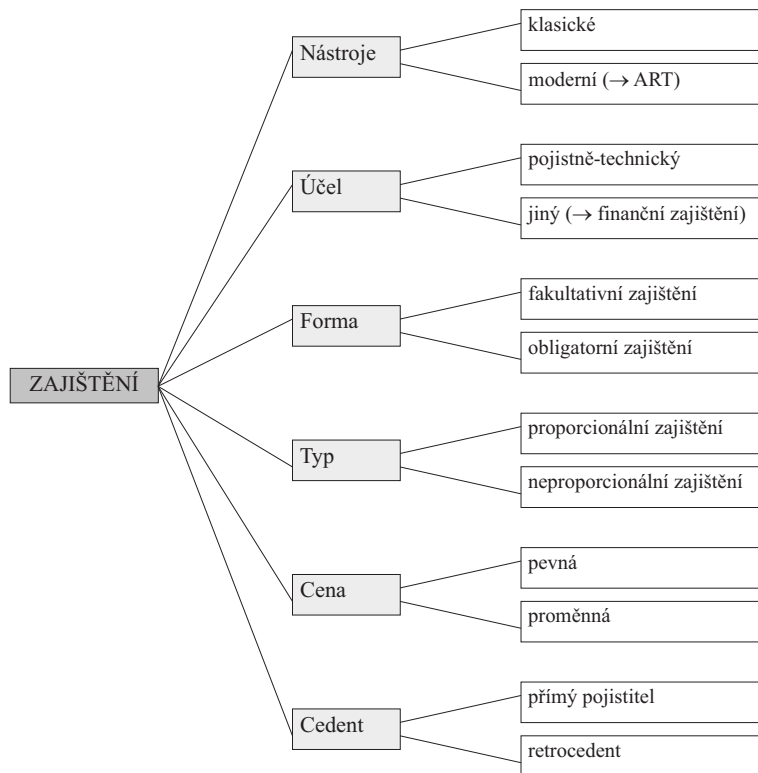 ZAJIŠTĚNÍ
Nástroje
klasické
moderní (→ ART)
Účel
pojistně-technický
jiný (→ finanční zajištění)
Forma
fakultativní zajištění
obligatorní zajištění
Typ
proporcionální zajištění
neproporcionální zajištění
Cena
pevná
proměnná
Cedent
přímý pojistitel
retrocedent